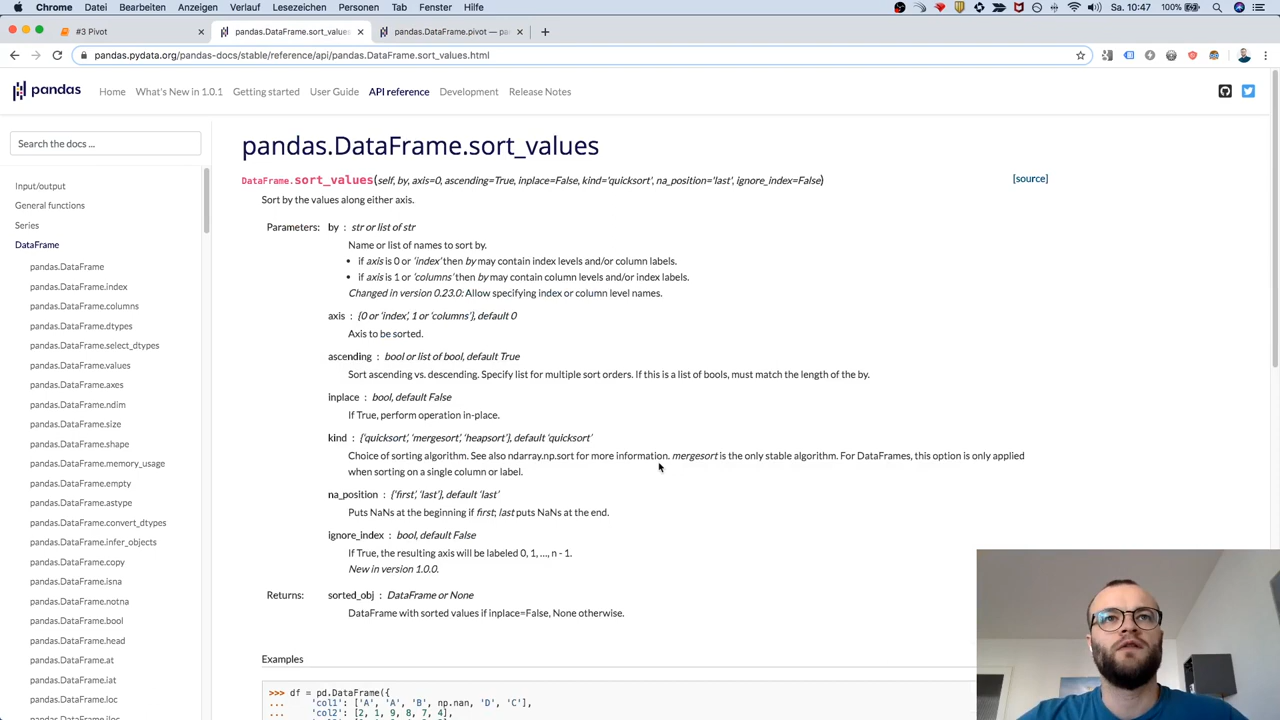 Chrome Datei Bearbeiten Anzeigen Verlauf Lesezeichen Personen Tab Fenster Hilfe Sa. 10:47 100%
#3 Pivot pandas.DataFrame.sort_values pandas.DataFrame.pivot — pa
pandas.pydata.org/pandas-docs/stable/reference/api/pandas.DataFrame.sort_values.html
pandas Home What's New in 1.0.1 Getting started User Guide API reference Development Release Notes
Search the docs ...
Input/output
General functions
Series
DataFrame
pandas.DataFrame
pandas.DataFrame.index
pandas.DataFrame.columns
pandas.DataFrame.dtypes
pandas.DataFrame.select_dtypes
pandas.DataFrame.values
pandas.DataFrame.axes
pandas.DataFrame.ndim
pandas.DataFrame.size
pandas.DataFrame.shape
pandas.DataFrame.memory_usage
pandas.DataFrame.empty
pandas.DataFrame.astype
pandas.DataFrame.convert_dtypes
pandas.DataFrame.infer_objects
pandas.DataFrame.copy
pandas.DataFrame.isna
pandas.DataFrame.notna
pandas.DataFrame.bool
pandas.DataFrame.head
pandas.DataFrame.at
pandas.DataFrame.iat
pandas.DataFrame.loc
pandas.DataFrame.sort_values
DataFrame.sort_values(self, by, axis=0, ascending=True, inplace=False, kind='quicksort', na_position='last', ignore_index=False) [source]
Sort by the values along either axis.
Parameters: by : str or list of str
Name or list of names to sort by.
• if axis is 0 or 'index' then by may contain index levels and/or column labels.
• if axis is 1 or 'columns' then by may contain column levels and/or index labels.
Changed in version 0.23.0: Allow specifying index or column level names.
axis : {0 or 'index', 1 or 'columns'}, default 0
Axis to be sorted.
ascending : bool or list of bool, default True
Sort ascending vs. descending. Specify list for multiple sort orders. If this is a list of bools, must match the length of the by.
inplace : bool, default False
If True, perform operation in-place.
kind : {'quicksort', 'mergesort', 'heapsort'}, default 'quicksort'
Choice of sorting algorithm. See also ndarray.np.sort for more information. mergesort is the only stable algorithm. For DataFrames, this option is only applied
when sorting on a single column or label.
na_position : {'first', 'last'}, default 'last'
Puts NaNs at the beginning if first; last puts NaNs at the end.
ignore_index : bool, default False
If True, the resulting axis will be labeled 0, 1, …, n - 1.
New in version 1.0.0.
Returns: sorted_obj : DataFrame or None
DataFrame with sorted values if inplace=False, None otherwise.
Examples
>>> df = pd.DataFrame({
... 'col1': ['A', 'A', 'B', np.nan, 'D', 'C'],
... 'col2': [2, 1, 9, 8, 7, 4],